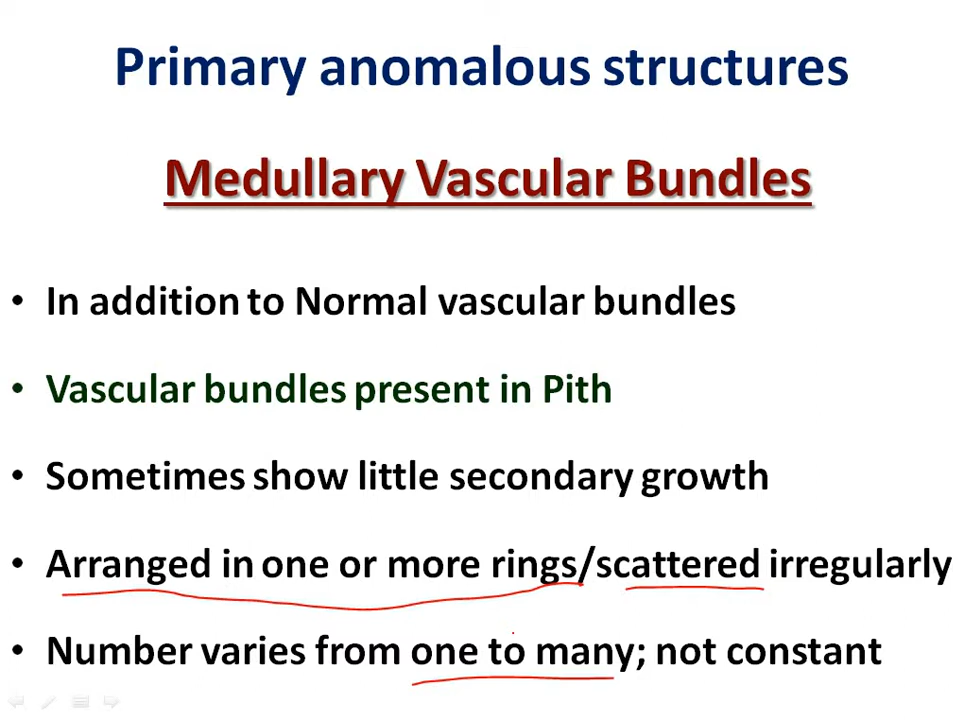 Primary anomalous structures
Medullary Vascular Bundles
• In addition to Normal vascular bundles
• Vascular bundles present in Pith
• Sometimes show little secondary growth
• Arranged in one or more rings/scattered irregularly
• Number varies from one to many; not constant